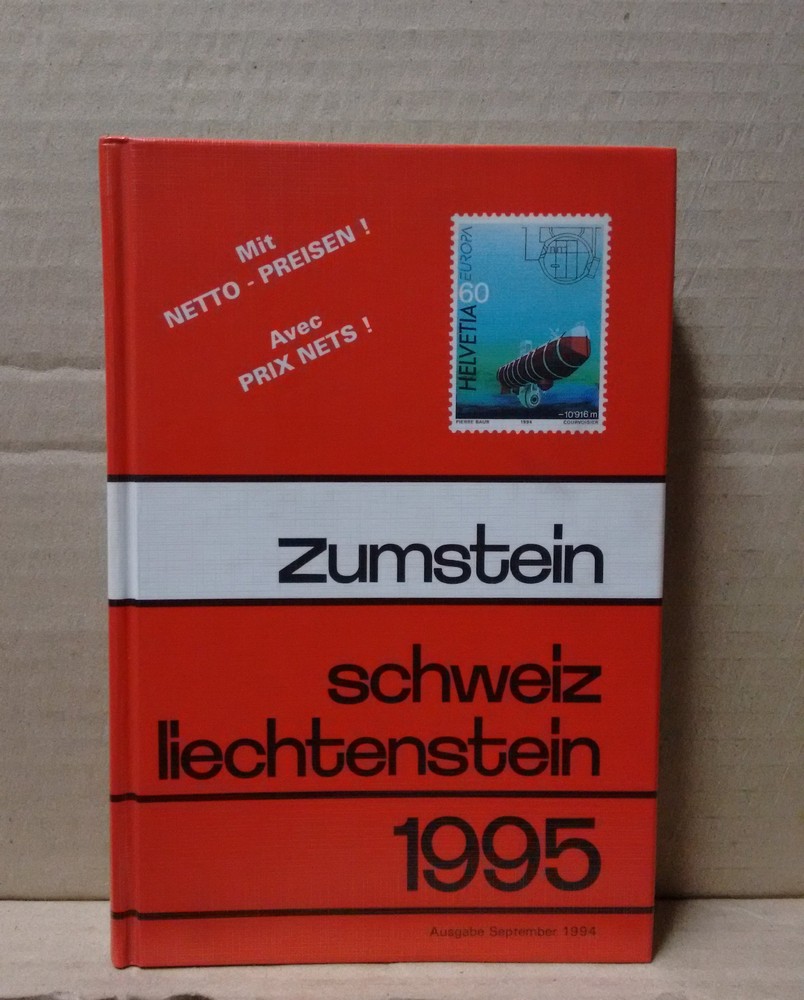 Mit
NETTO - PREISEN !
Avec
PRIX NETS !
EUROPA
60
HELVETIA
−10'916 m
PIERRE BAUR 1994 COURVOISIER
zumstein
schweiz
liechtenstein
1995
Ausgabe September 1994